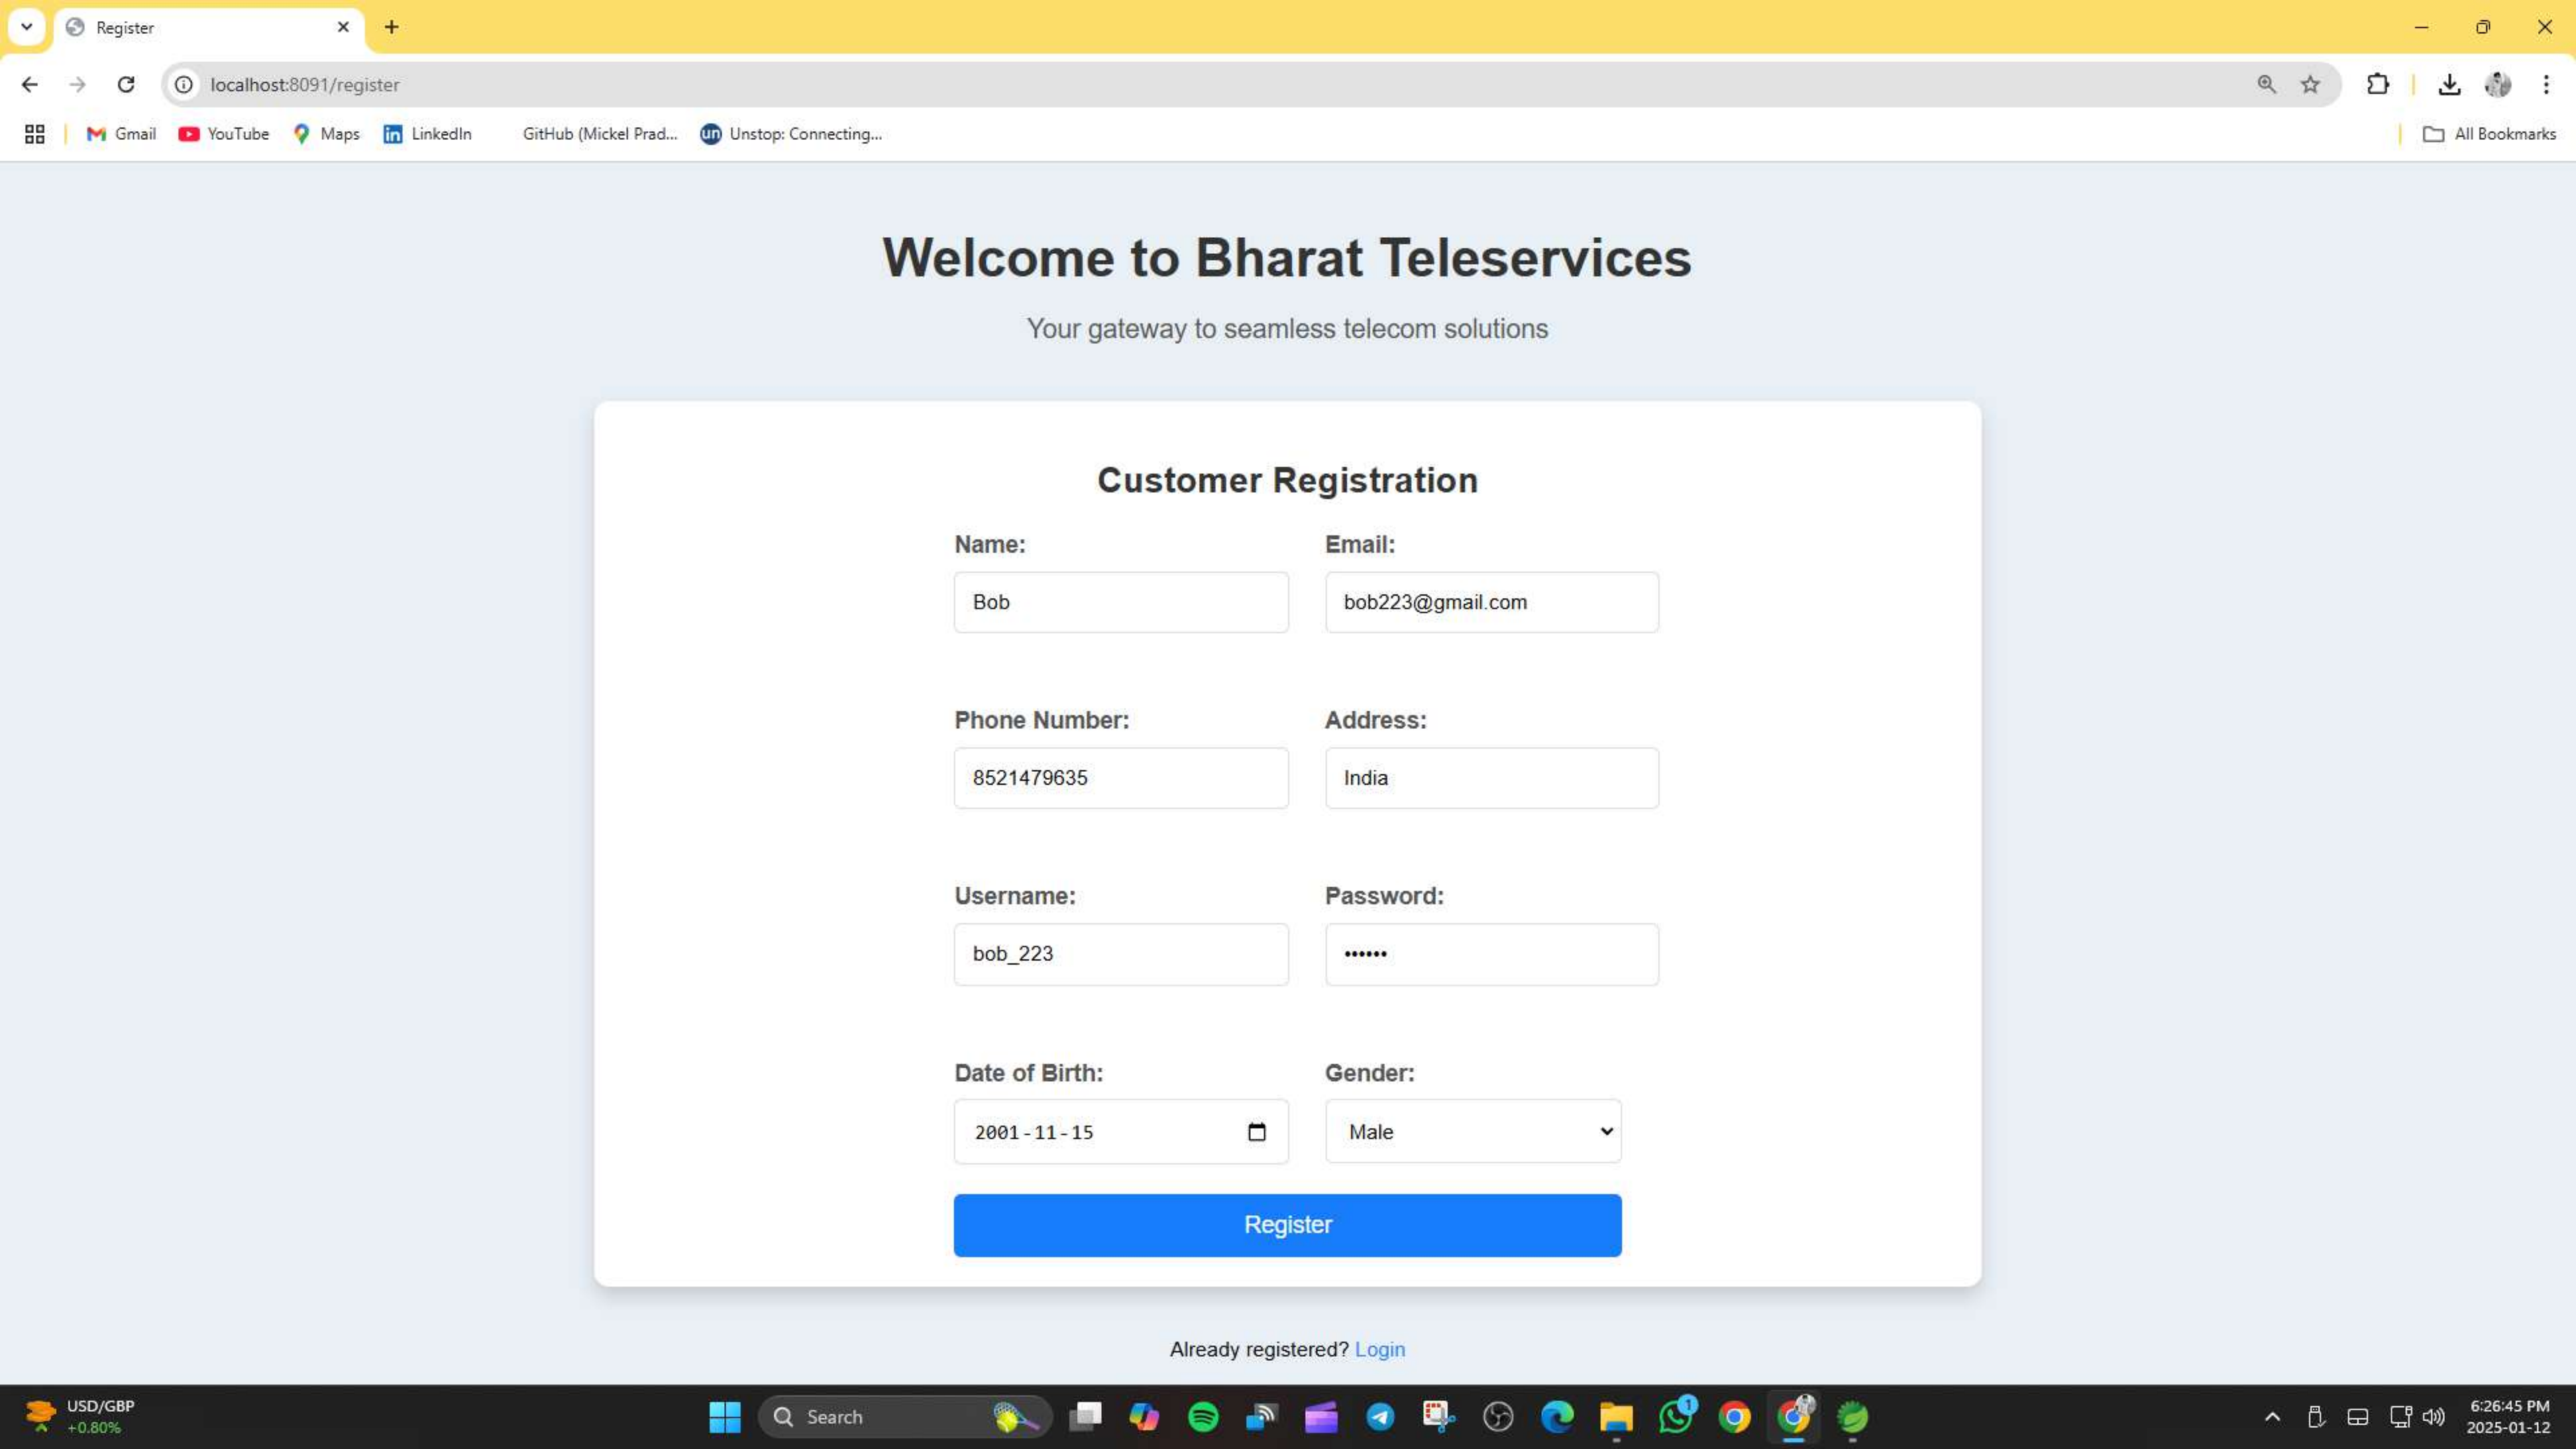 Register
localhost:8091/register
Gmail YouTube Maps LinkedIn GitHub (Mickel Prad... Unstop: Connecting... All Bookmarks
Welcome to Bharat Teleservices
Your gateway to seamless telecom solutions
Customer Registration
Name: Email:
Bob bob223@gmail.com
Phone Number: Address:
8521479635 India
Username: Password:
bob_223 ••••••
Date of Birth: Gender:
2001-11-15 Male
Register
Already registered? Login
USD/GBP
+0.80%
Search
1
6:26:45 PM
2025-01-12